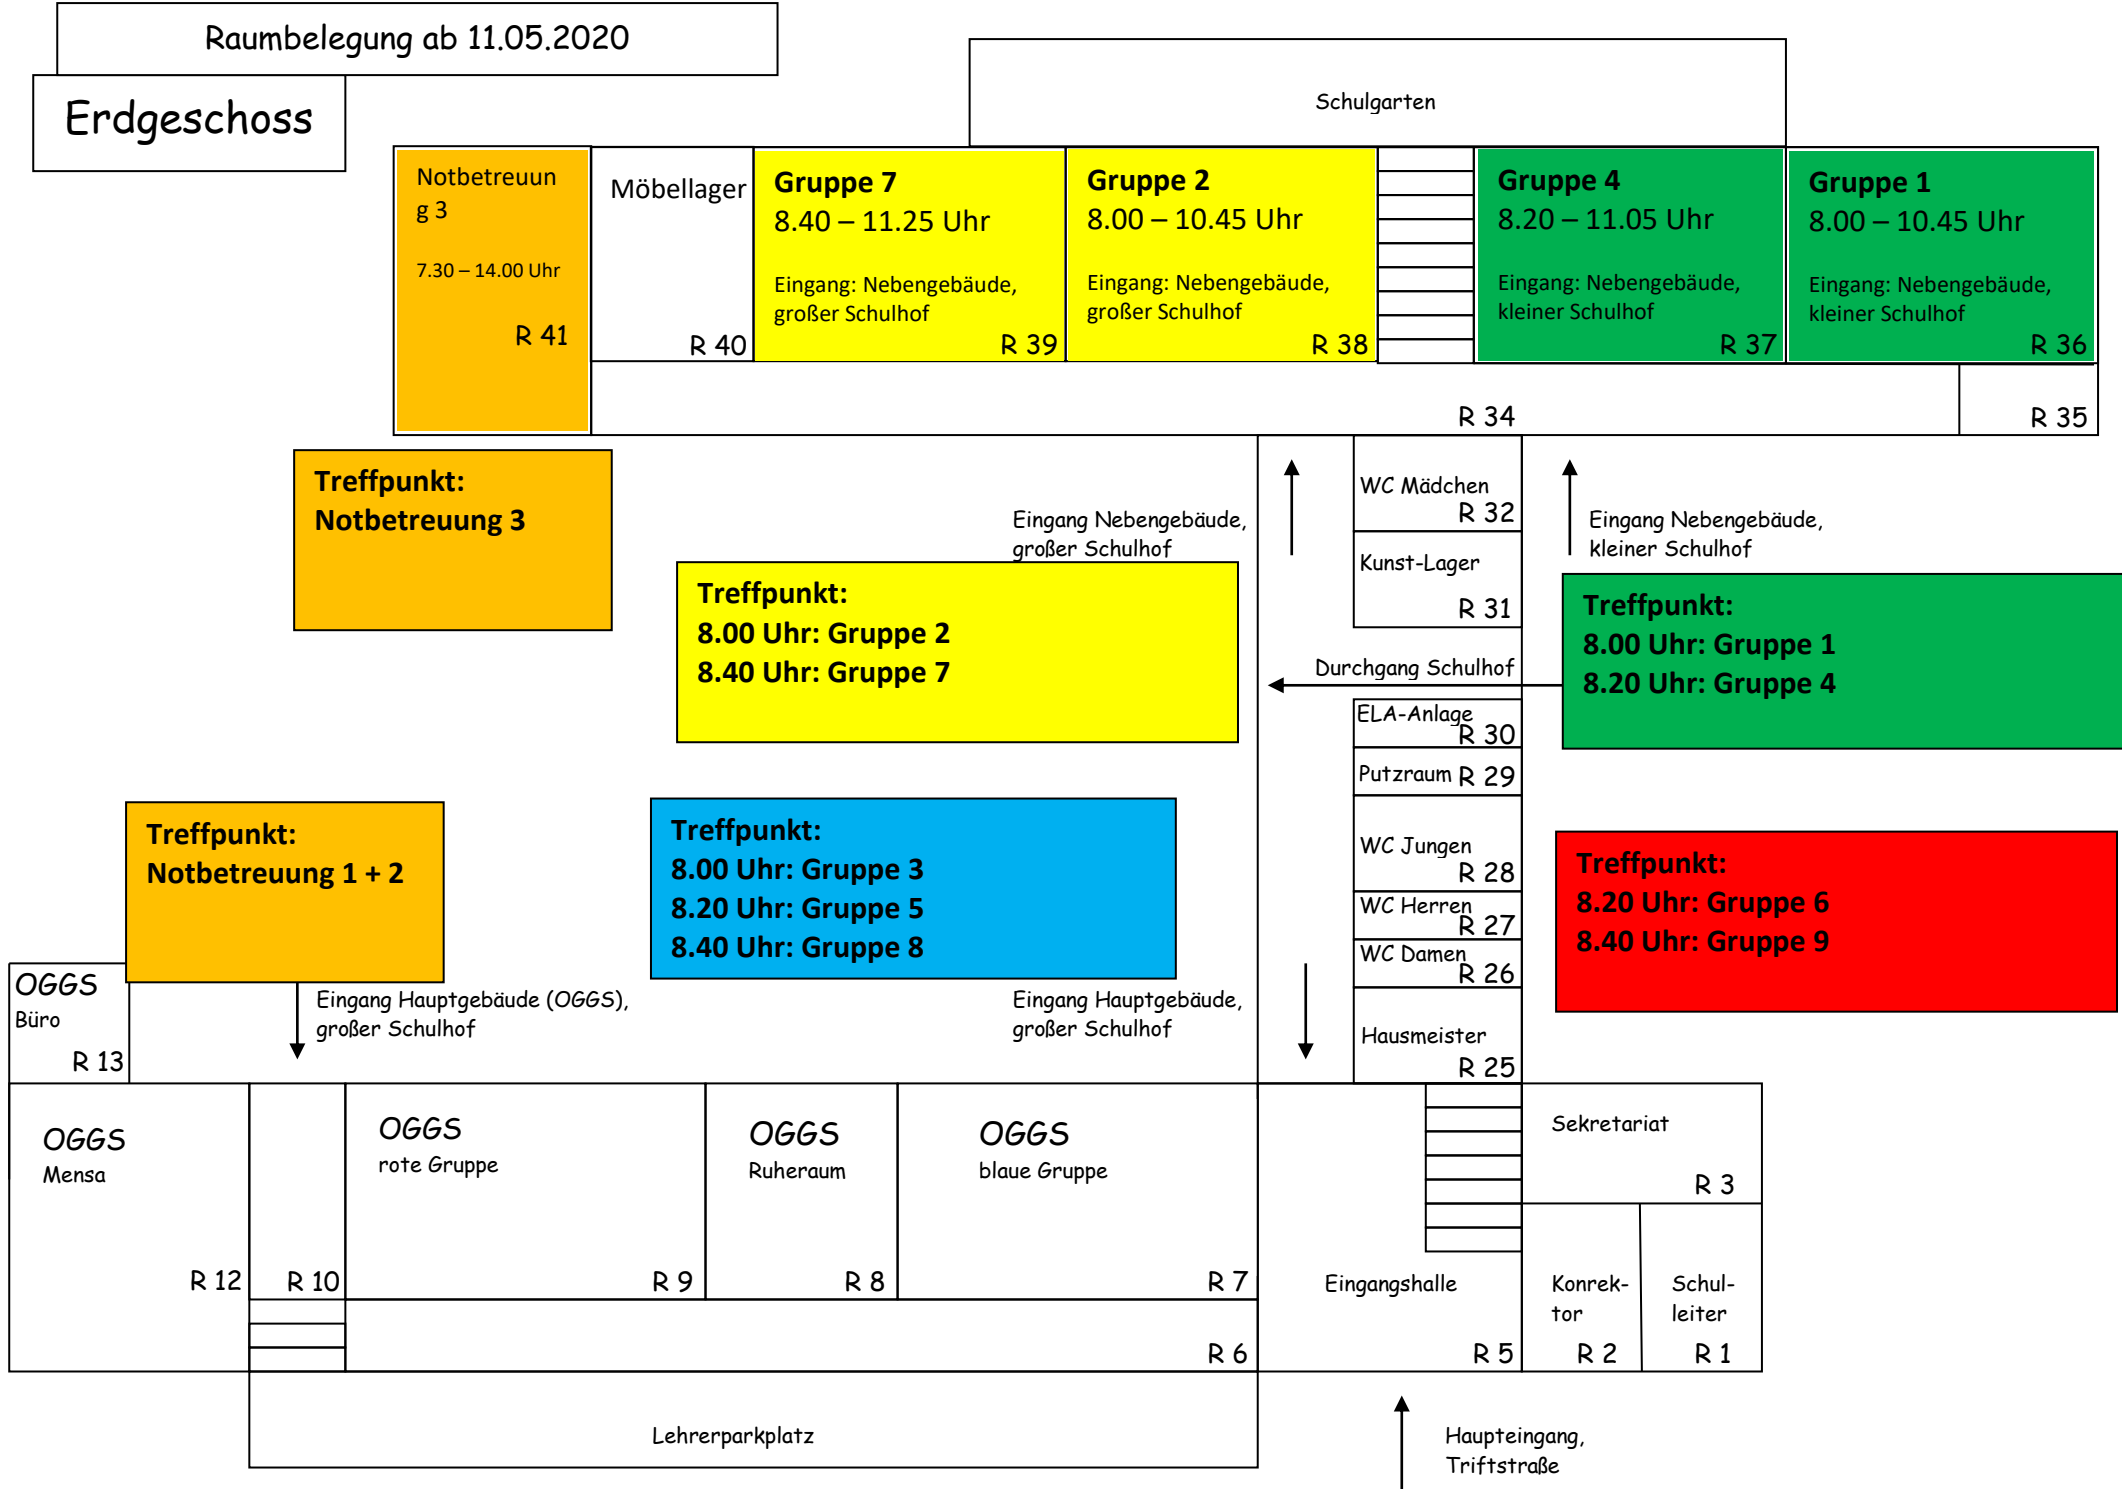 Raumbelegung ab 11.05.2020
Erdgeschoss
Schulgarten
Notbetreuun
g 3
7.30 – 14.00 Uhr
R 41
Möbellager
R 40
Gruppe 7
8.40 – 11.25 Uhr
Eingang: Nebengebäude,
großer Schulhof
R 39
Gruppe 2
8.00 – 10.45 Uhr
Eingang: Nebengebäude,
großer Schulhof
R 38
Gruppe 4
8.20 – 11.05 Uhr
Eingang: Nebengebäude,
kleiner Schulhof
R 37
Gruppe 1
8.00 – 10.45 Uhr
Eingang: Nebengebäude,
kleiner Schulhof
R 36
R 34
R 35
Treffpunkt:
Notbetreuung 3
Eingang Nebengebäude,
großer Schulhof
WC Mädchen
R 32
Eingang Nebengebäude,
kleiner Schulhof
Kunst-Lager
R 31
Treffpunkt:
8.00 Uhr: Gruppe 2
8.40 Uhr: Gruppe 7
Treffpunkt:
8.00 Uhr: Gruppe 1
8.20 Uhr: Gruppe 4
Durchgang Schulhof
ELA-Anlage
R 30
Putzraum R 29
Treffpunkt:
Notbetreuung 1 + 2
Treffpunkt:
8.00 Uhr: Gruppe 3
8.20 Uhr: Gruppe 5
8.40 Uhr: Gruppe 8
WC Jungen
R 28
WC Herren
R 27
WC Damen
R 26
Treffpunkt:
8.20 Uhr: Gruppe 6
8.40 Uhr: Gruppe 9
OGGS
Büro
R 13
Eingang Hauptgebäude (OGGS),
großer Schulhof
Eingang Hauptgebäude,
großer Schulhof
Hausmeister
R 25
OGGS
Mensa
R 12
R 10
OGGS
rote Gruppe
R 9
OGGS
Ruheraum
R 8
OGGS
blaue Gruppe
R 7
R 6
Eingangshalle
R 5
Sekretariat
R 3
Konrek-
tor
R 2
Schul-
leiter
R 1
Lehrerparkplatz
Haupteingang,
Triftstraße